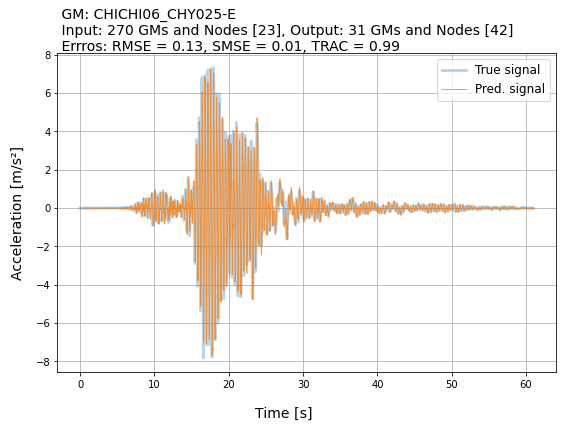 GM: CHICHI06_CHY025-E
Input: 270 GMs and Nodes [23], Output: 31 GMs and Nodes [42]
Errros: RMSE = 0.13, SMSE = 0.01, TRAC = 0.99
True signal
Pred. signal
8
6
4
2
0
−2
−4
−6
−8
Acceleration [m/s²]
0 10 20 30 40 50 60
Time [s]